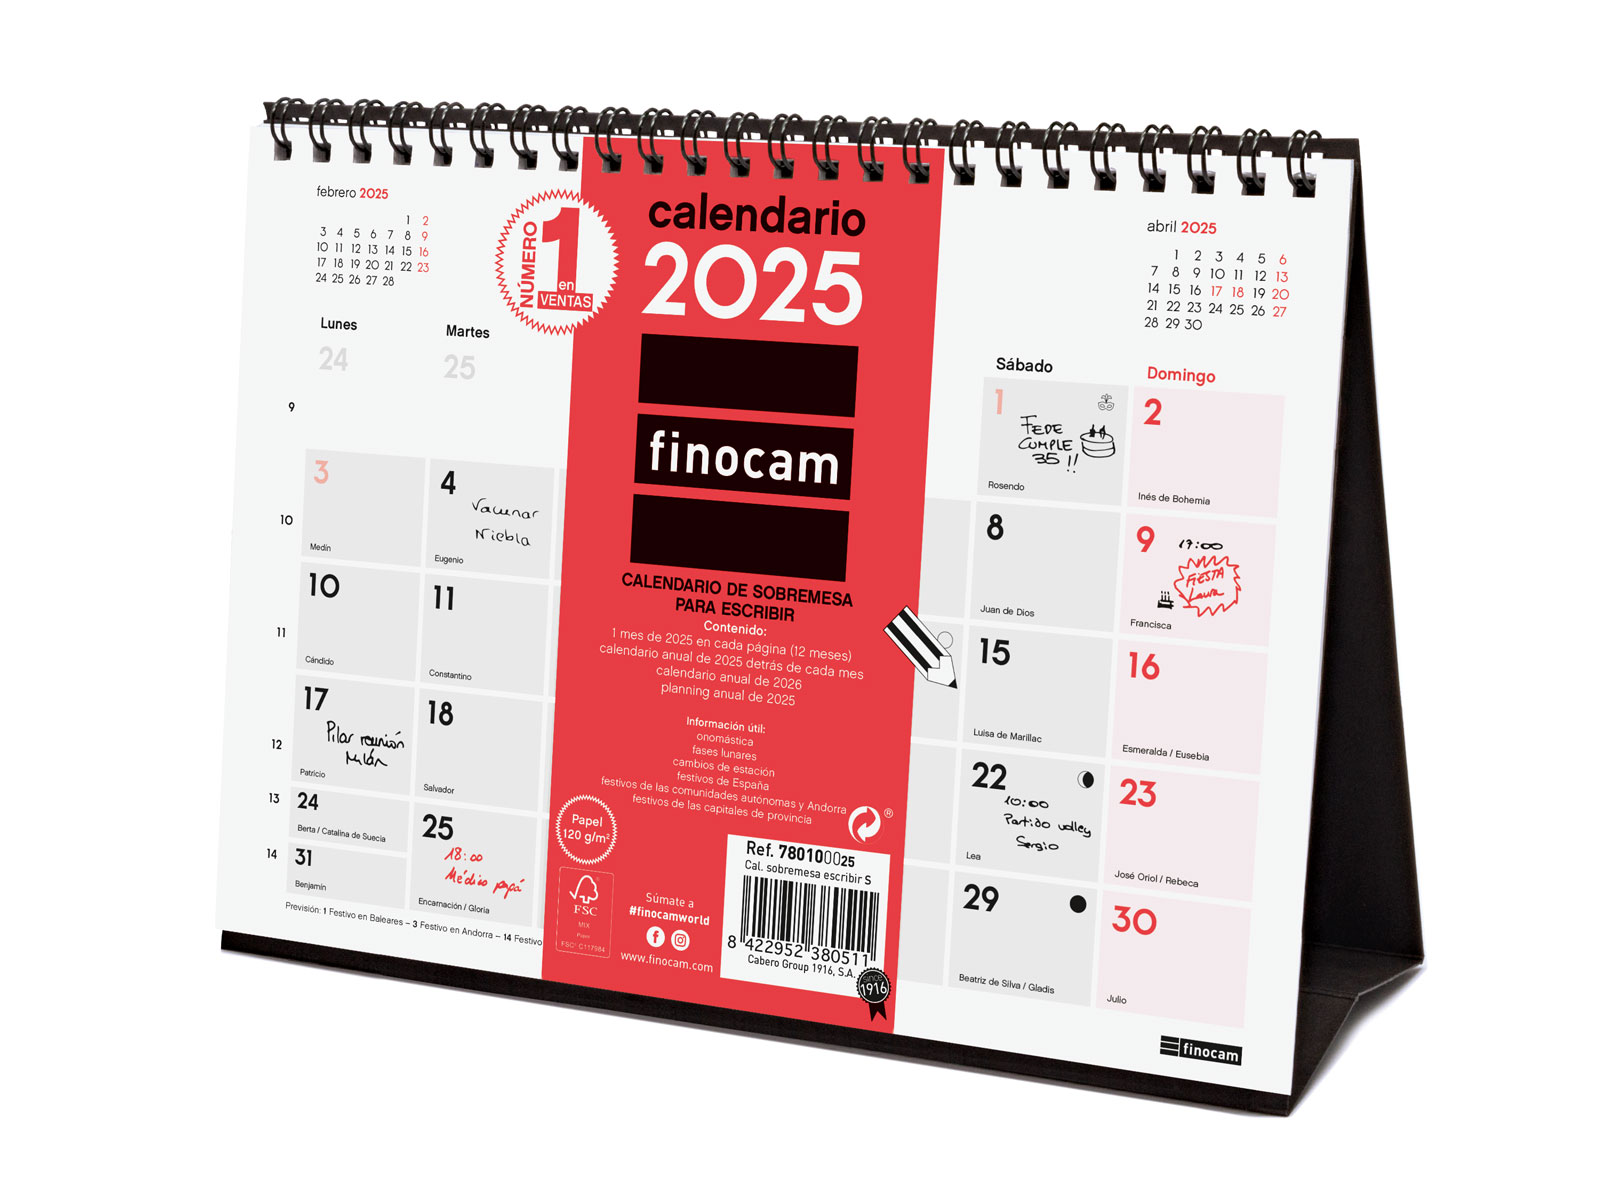 febrero 2025
1 2
3 4 5 6 7 8 9
10 11 12 13 14 15 16
17 18 19 20 21 22 23
24 25 26 27 28
NÚMERO 1 en VENTAS
calendario
2025
finocam
CALENDARIO DE SOBREMESA
PARA ESCRIBIR
Contenido:
1 mes de 2025 en cada página (12 meses)
calendario anual de 2025 detrás de cada mes
calendario anual de 2026
planning anual de 2025
Información útil:
onomástica
fases lunares
cambios de estación
festivos de España
festivos de las comunidades autónomas y Andorra
festivos de las capitales de provincia
Papel
120 g/m²
FSC
MIX
Papel
FSC® C117984
Súmate a
#finocamworld
www.finocam.com
Ref. 780100025
Cal. sobremesa escribir S
8 422952 380511
Cabero Group 1916, S.A.
since
1916
abril 2025
1 2 3 4 5 6
7 8 9 10 11 12 13
14 15 16 17 18 19 20
21 22 23 24 25 26 27
28 29 30
Lunes
Martes
Sábado
Domingo
9
24
25
1
FEDE
CUMPLE
35 !!
Rosendo
2
Inés de Bohemia
10
3
Medín
4
Vacunar
Niebla
Eugenio
8
Juan de Dios
9
17:00
FIESTA
Laura
Francisca
11
10
Cándido
11
Constantino
15
Luisa de Marillac
16
Esmeralda / Eusebia
12
17
Pilar reunión
Milán
Patricio
18
Salvador
22
10:00
Partido volley
Sergio
Lea
23
José Oriol / Rebeca
13
24
Berta / Catalina de Suecia
25
18:00
Médico papá
Encarnación / Gloria
29
Beatriz de Silva / Gladis
30
Julio
14
31
Benjamín
Previsión: 1 Festivo en Baleares – 3 Festivo en Andorra – 14 Festivo
finocam